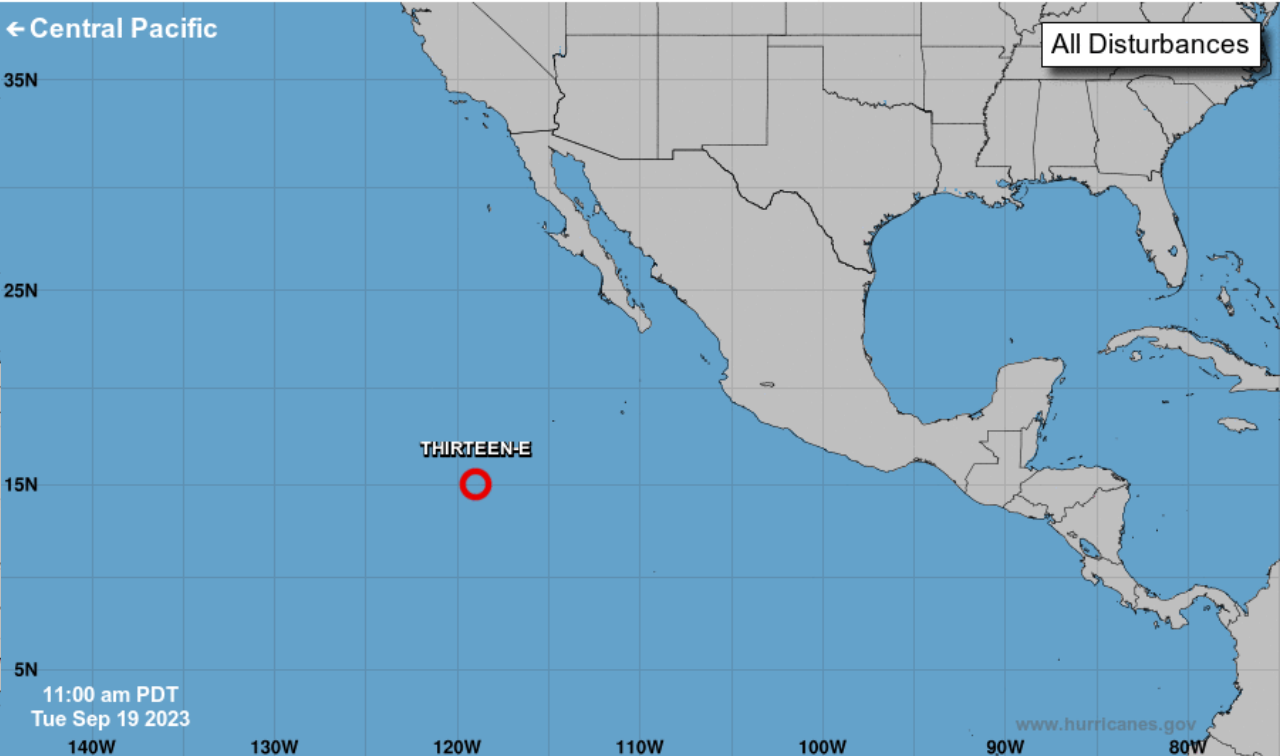 ← Central Pacific
All Disturbances
35N
25N
THIRTEEN-E
15N
5N
11:00 am PDT
Tue Sep 19 2023
www.hurricanes.gov
140W 130W 120W 110W 100W 90W 80W